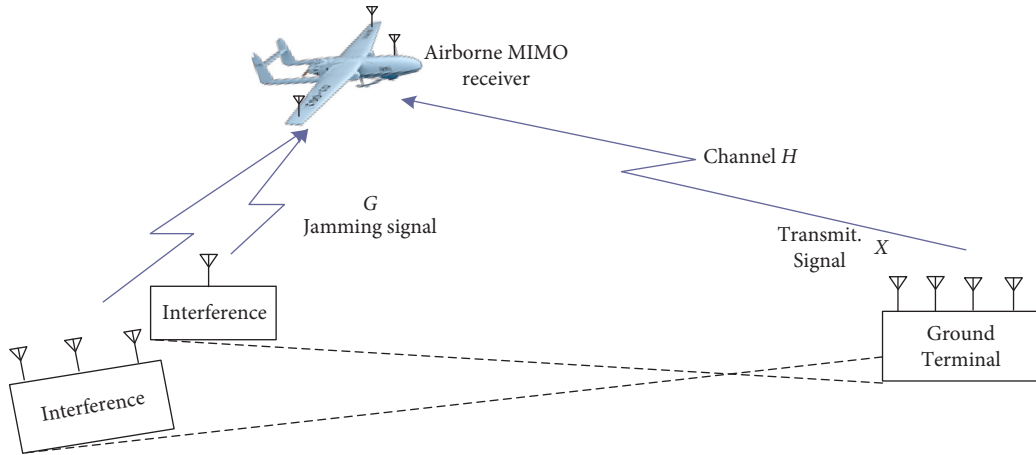 Airborne MIMO
receiver
Channel H
G
Jamming signal
Transmit.
Signal
X
Interference
Ground
Terminal
Interference